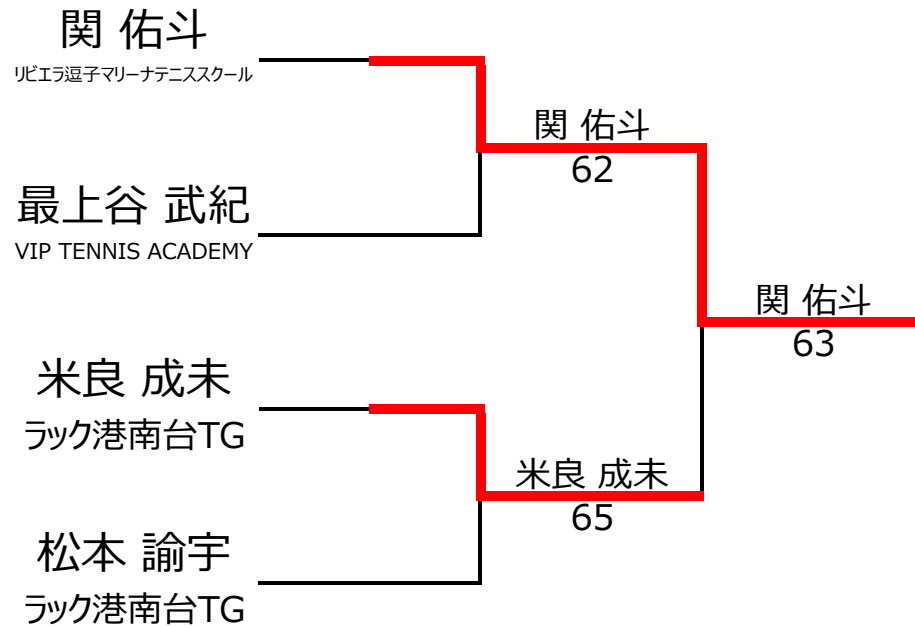 関 佑斗
リビエラ逗子マリーナテニススクール
関 佑斗
62
最上谷 武紀
VIP TENNIS ACADEMY
関 佑斗
63
米良 成未
ラック港南台TG
米良 成未
65
松本 諭宇
ラック港南台TG